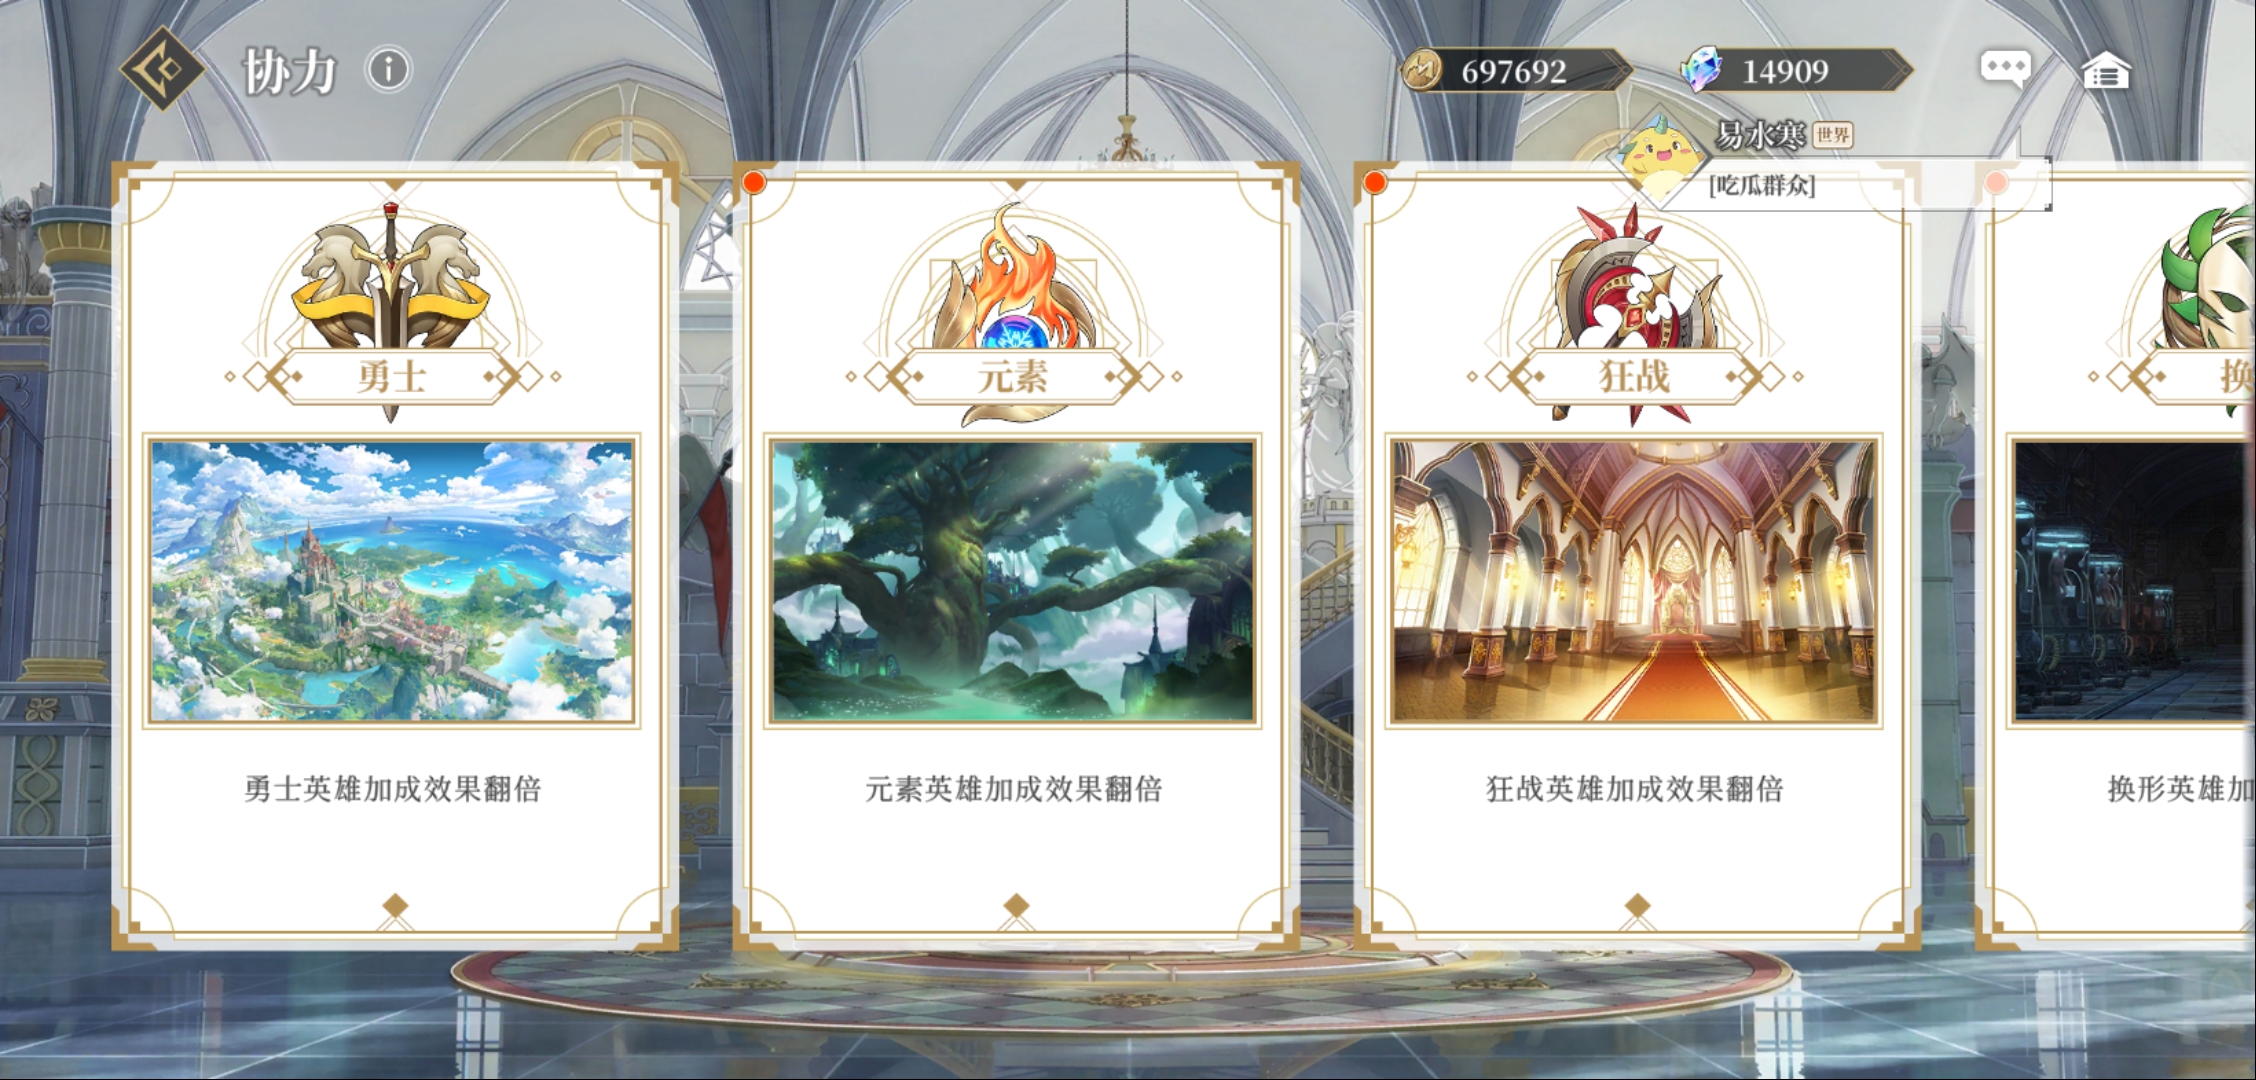 协力
697692
14909
易水寒 世界
[吃瓜群众]
勇士
元素
狂战
换
勇士英雄加成效果翻倍
元素英雄加成效果翻倍
狂战英雄加成效果翻倍
换形英雄加